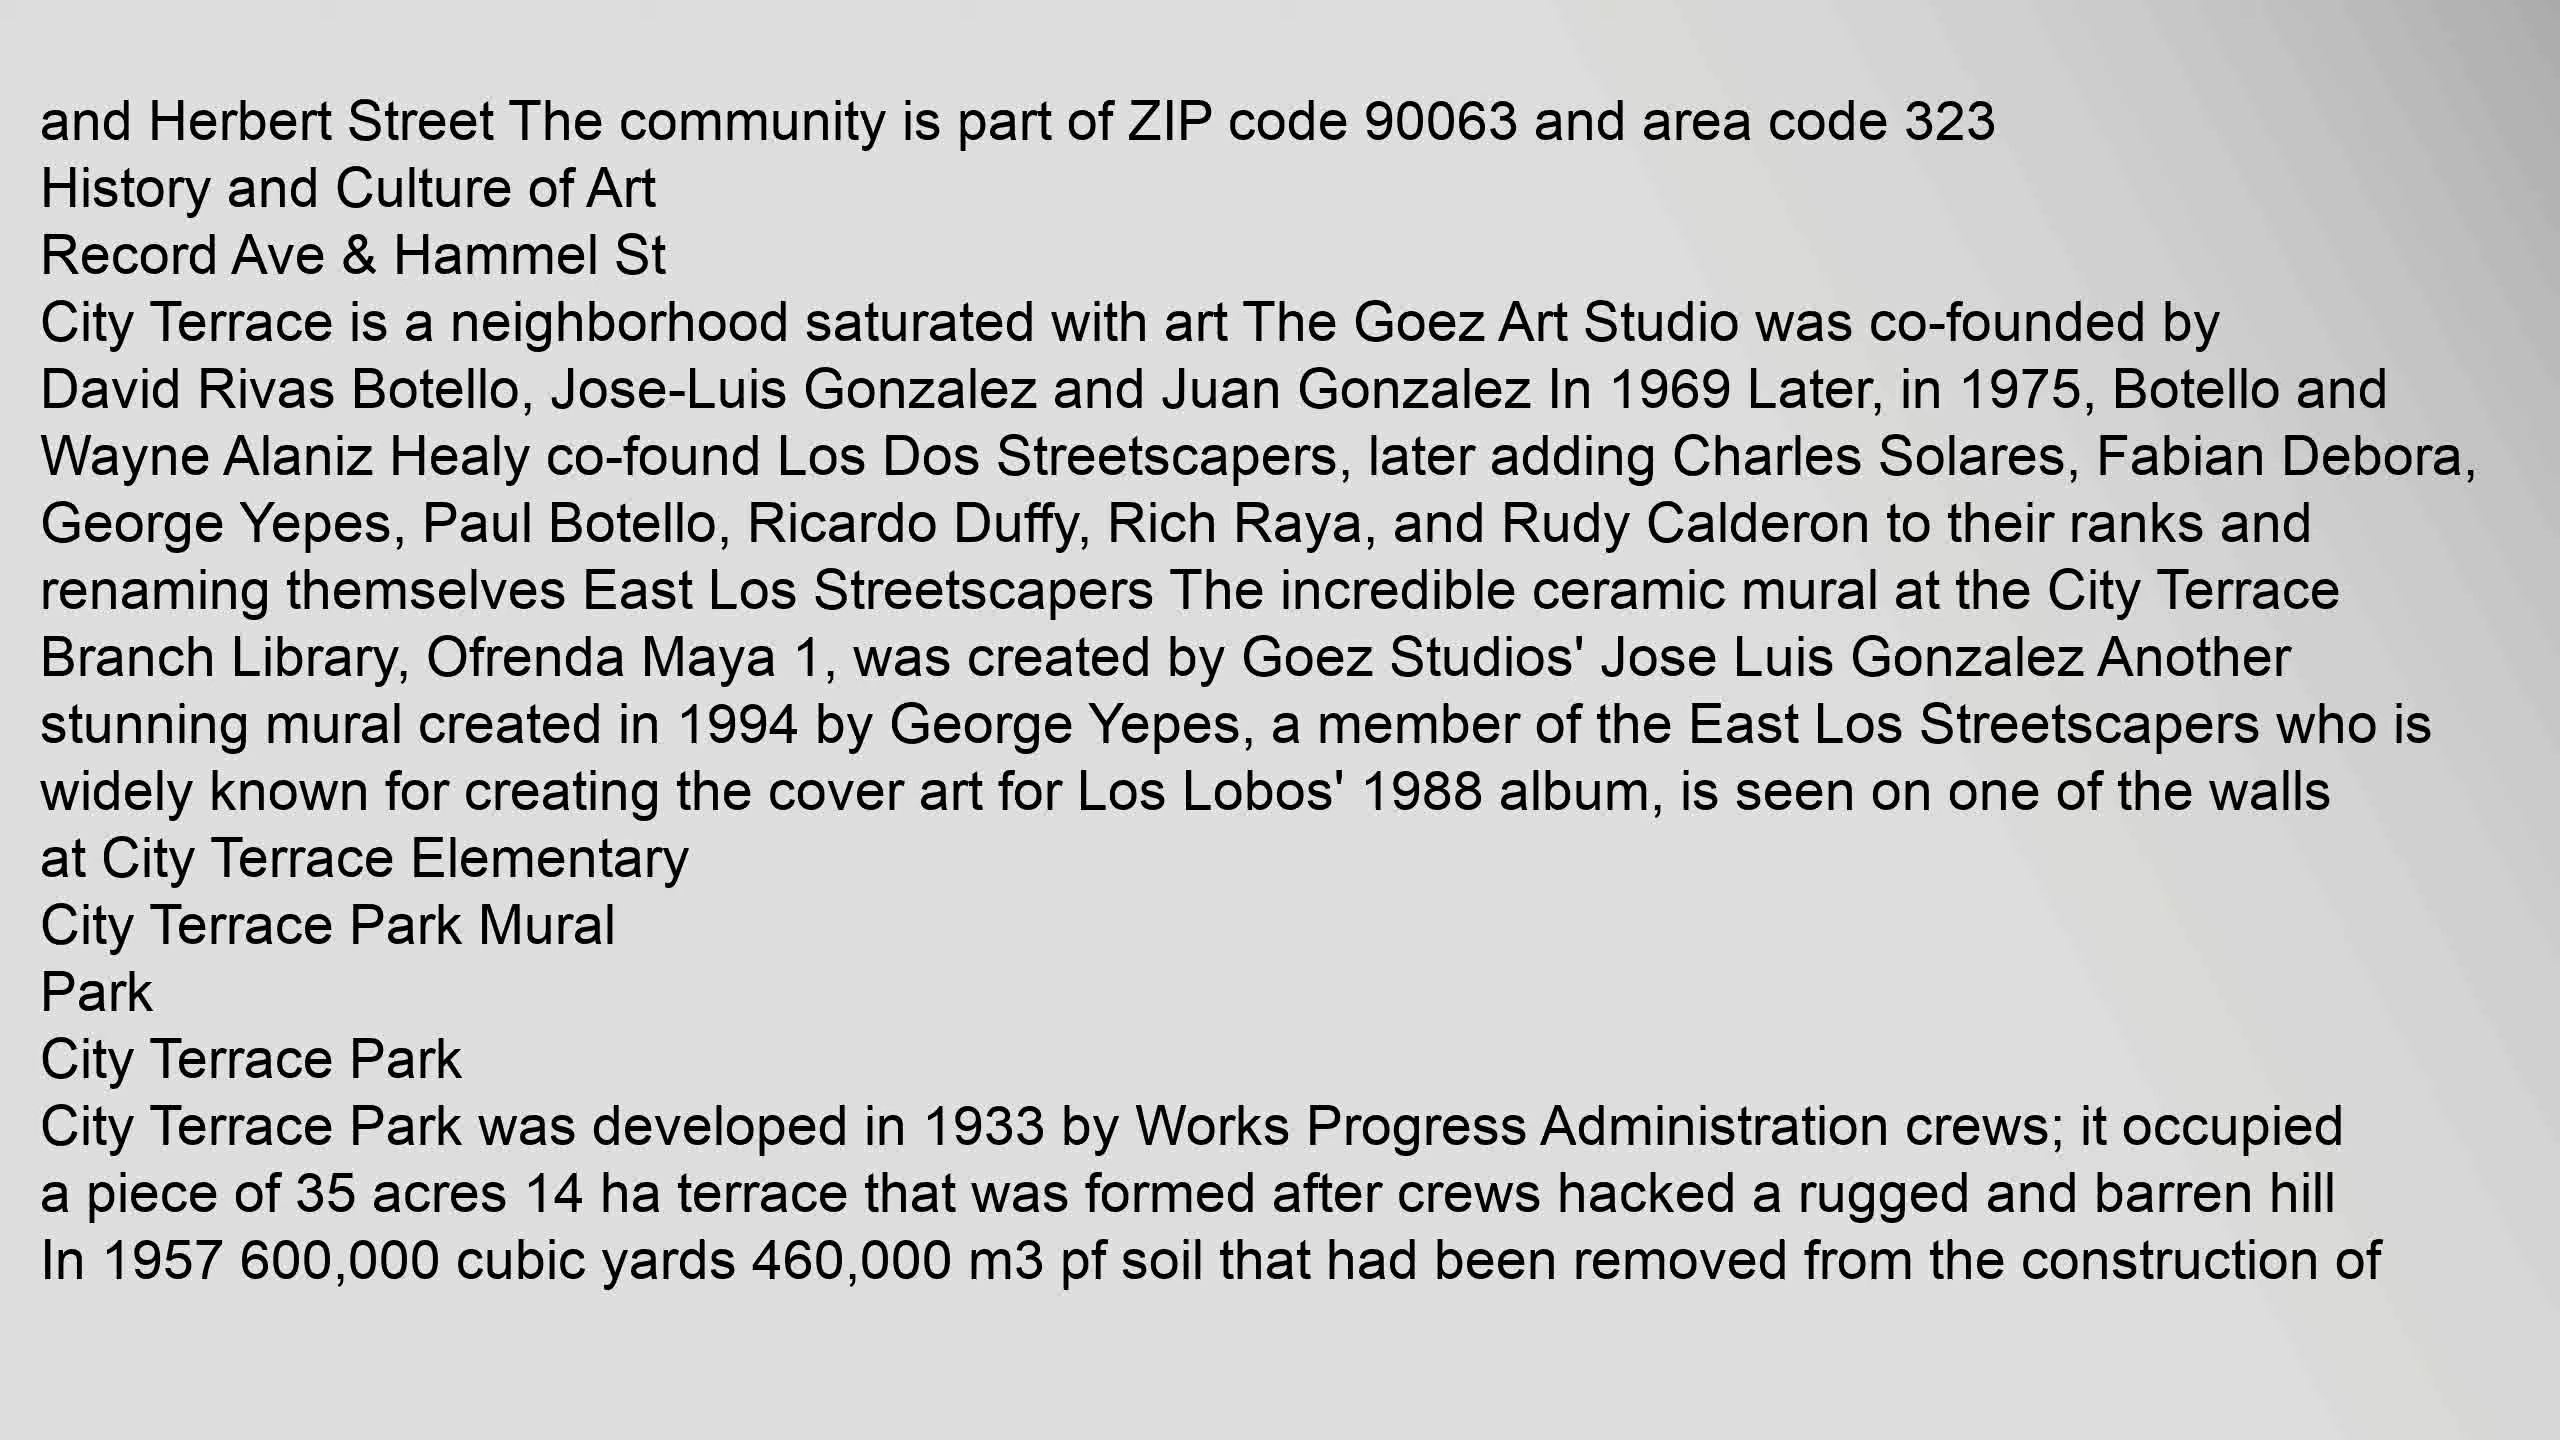 and Herbert Street The community is part of ZIP code 90063 and area code 323
History and Culture of Art
Record Ave & Hammel St
City Terrace is a neighborhood saturated with art The Goez Art Studio was co-founded by
David Rivas Botello, Jose-Luis Gonzalez and Juan Gonzalez In 1969 Later, in 1975, Botello and
Wayne Alaniz Healy co-found Los Dos Streetscapers, later adding Charles Solares, Fabian Debora,
George Yepes, Paul Botello, Ricardo Duffy, Rich Raya, and Rudy Calderon to their ranks and
renaming themselves East Los Streetscapers The incredible ceramic mural at the City Terrace
Branch Library, Ofrenda Maya 1, was created by Goez Studios' Jose Luis Gonzalez Another
stunning mural created in 1994 by George Yepes, a member of the East Los Streetscapers who is
widely known for creating the cover art for Los Lobos' 1988 album, is seen on one of the walls
at City Terrace Elementary
City Terrace Park Mural
Park
City Terrace Park
City Terrace Park was developed in 1933 by Works Progress Administration crews; it occupied
a piece of 35 acres 14 ha terrace that was formed after crews hacked a rugged and barren hill
In 1957 600,000 cubic yards 460,000 m3 pf soil that had been removed from the construction of